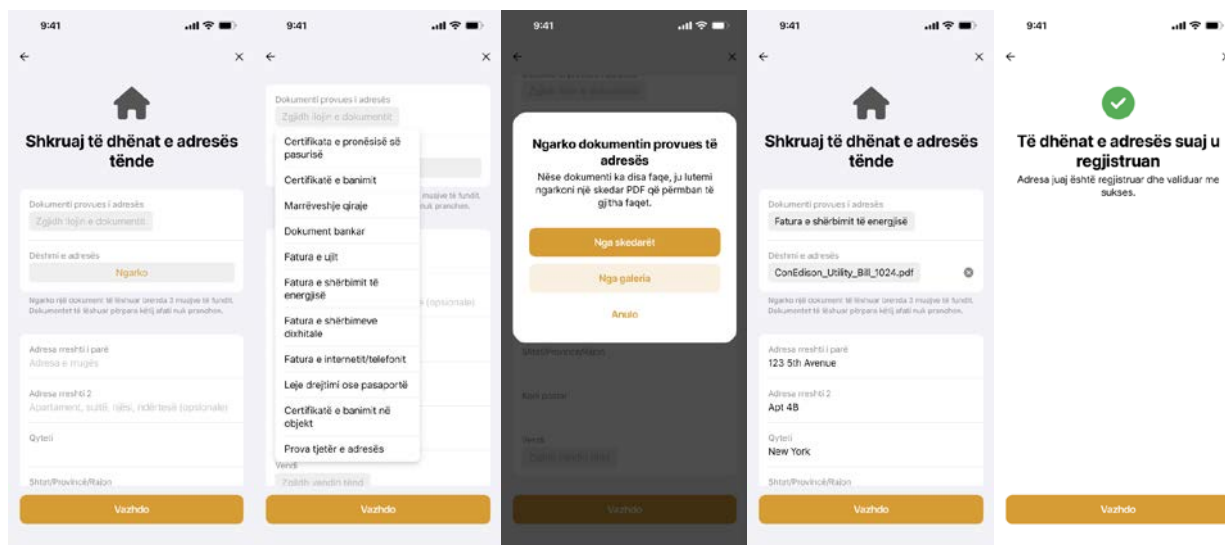 9:41
Shkruaj të dhënat e adresës
tënde
Dokumenti provues i adresës
Zgjidh llojin e dokumentit
Dëshmi e adresës
Ngarko
Ngarko një dokument të lëshuar brenda 3 muajve të fundit.
Dokumentet të lëshuar përpara këtij afati nuk pranohen.
Adresa rreshti i parë
Adresa e rrugës
Adresa rreshti 2
Apartament, suitë, njësi, ndërtesë (opsionale)
Qyteti
Shtet/Provincë/Rajon
Vazhdo
9:41
Dokumenti provues i adresës
Zgjidh llojin e dokumentit
Certifikata e pronësisë së
pasurisë
Certifikatë e banimit
Marrëveshje qiraje
Dokument bankar
Fatura e ujit
Fatura e shërbimit të
energjisë
Fatura e shërbimeve
dixhitale
Fatura e internetit/telefonit
Leje drejtimi ose pasaportë
Certifikatë e banimit në
objekt
Prova tjetër e adresës
muajve të fundit.
nuk pranohen.
(opsionale)
Vendi
Zgjidh vendin tënd
Vazhdo
9:41
Ngarko dokumentin provues të
adresës
Nëse dokumenti ka disa faqe, ju lutemi
ngarkoni një skedar PDF që përmban të
gjitha faqet.
Nga skedarët
Nga galeria
Anulo
Shtet/Provincë/Rajon
Kodi postar
Vendi
Zgjidh vendin tënd
Vazhdo
9:41
Shkruaj të dhënat e adresës
tënde
Dokumenti provues i adresës
Fatura e shërbimit të energjisë
Dëshmi e adresës
ConEdison_Utility_Bill_1024.pdf
Ngarko një dokument të lëshuar brenda 3 muajve të fundit.
Dokumentet të lëshuar përpara këtij afati nuk pranohen.
Adresa rreshti i parë
123 5th Avenue
Adresa rreshti 2
Apt 4B
Qyteti
New York
Shtet/Provincë/Rajon
Vazhdo
9:41
Të dhënat e adresës suaj u
regjistruan
Adresa juaj është regjistruar dhe validuar me
sukses.
Vazhdo